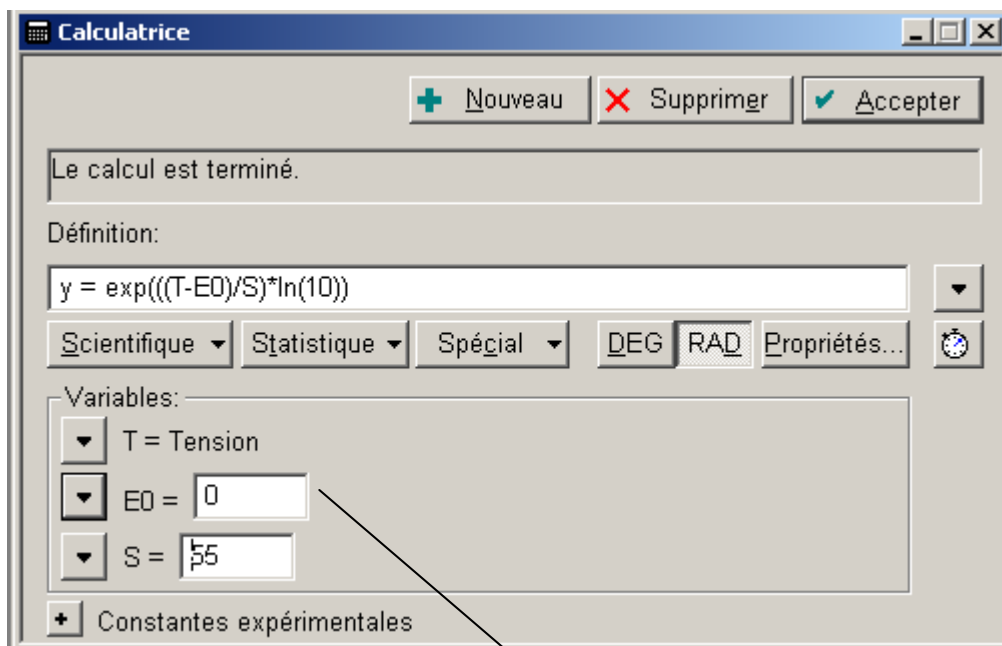 Calculatrice
Nouveau Supprimer Accepter
Le calcul est terminé.
Définition:
y = exp(((T-E0)/S)*ln(10))
Scientifique Statistique Spécial DEG RAD Propriétés...
Variables:
T = Tension
E0 = 0
S = 55
+ Constantes expérimentales